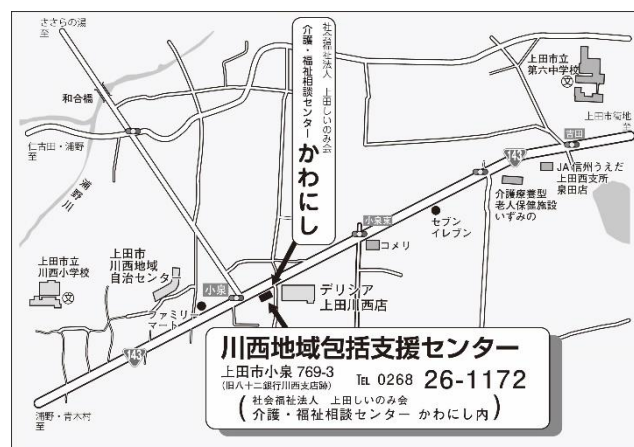 ささらの湯
至
和合橋
仁古田・浦野
至
浦野川
上田市立
川西小学校
文
上田市
川西地域
自治センター
ファミリー
マート
小泉
143
浦野・青木村
至
社会福祉法人 上田しいのみ会
介護・福祉相談センター
かわにし
デリシア
上田川西店
小泉東
コメリ
セブン
イレブン
介護療養型
老人保健施設
いずみの
143
JA信州うえだ
上田西支所
泉田店
吉田
上田市街地
至
上田市立
第六中学校
文
川西地域包括支援センター
上田市小泉 769-3
(旧八十二銀行川西支店跡)
TEL 0268 26-1172
(社会福祉法人 上田しいのみ会
介護・福祉相談センター かわにし内)